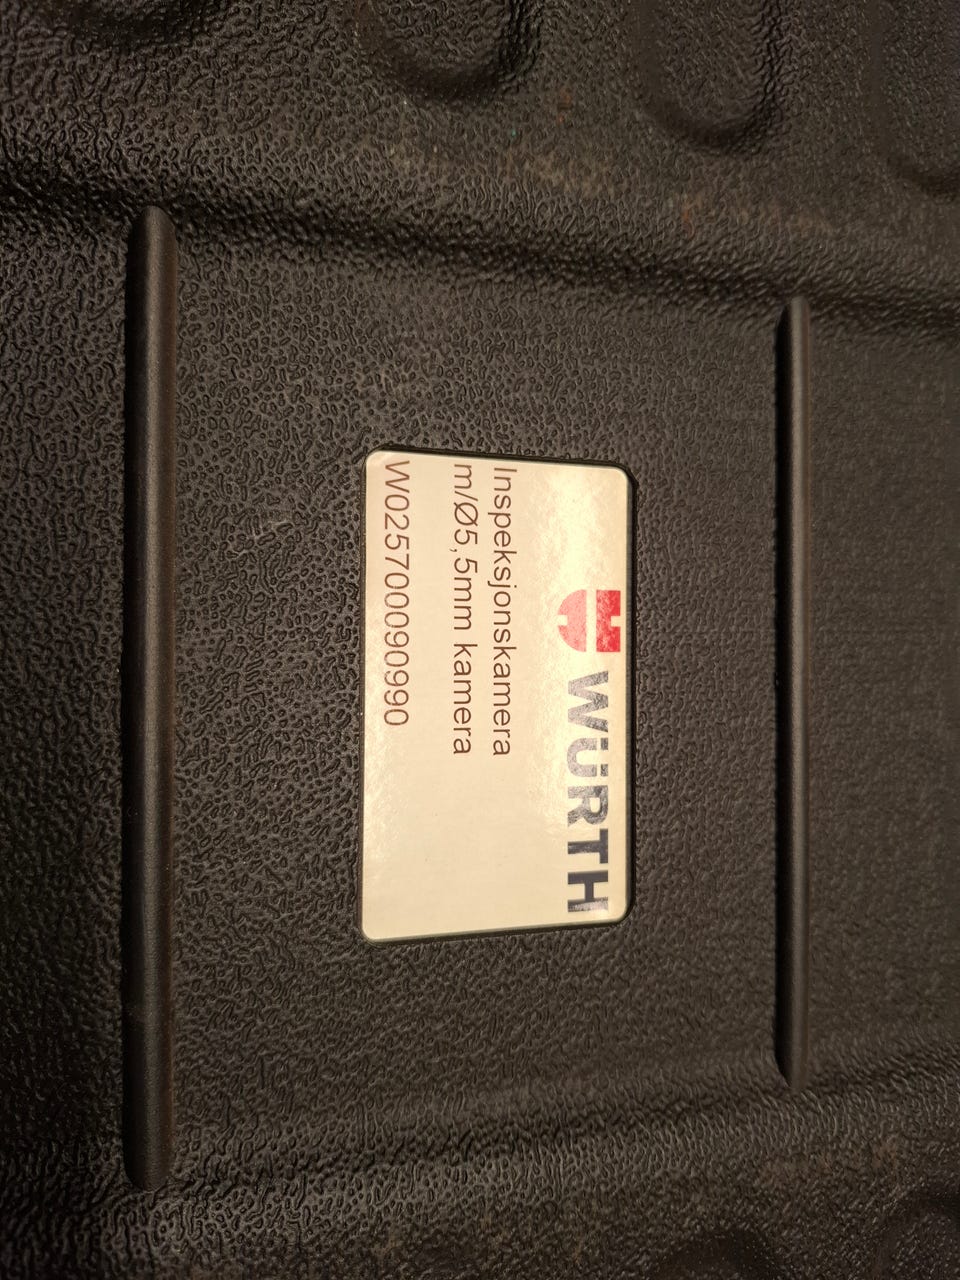 WÜRTH
Inspeksjonskamera
m/Ø5,5mm kamera
W025700090990